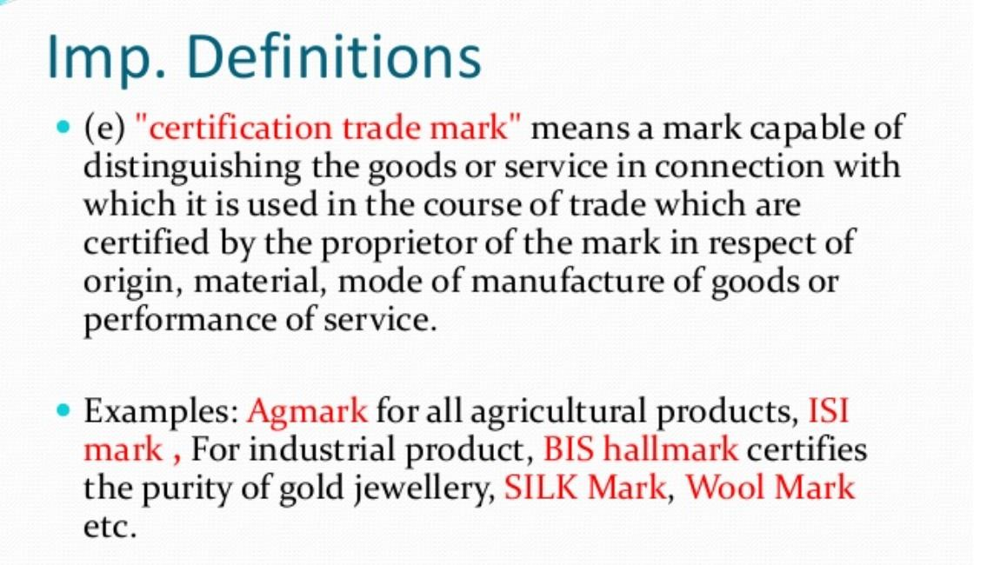 Imp. Definitions
• (e) "certification trade mark" means a mark capable of
distinguishing the goods or service in connection with
which it is used in the course of trade which are
certified by the proprietor of the mark in respect of
origin, material, mode of manufacture of goods or
performance of service.
• Examples: Agmark for all agricultural products, ISI
mark , For industrial product, BIS hallmark certifies
the purity of gold jewellery, SILK Mark, Wool Mark
etc.